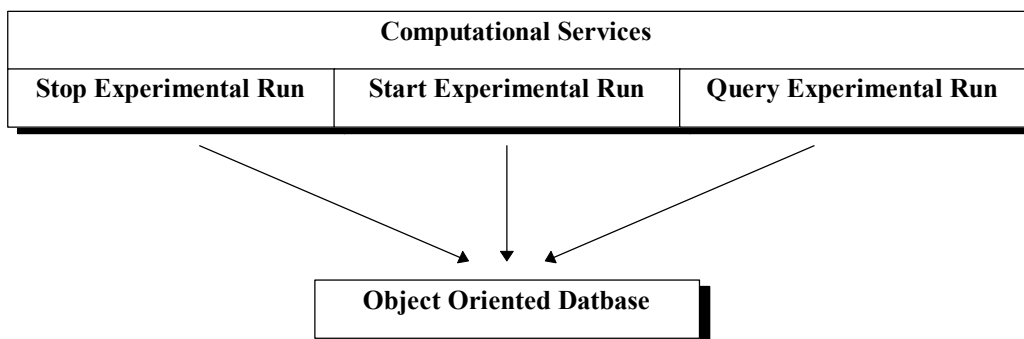 Computational Services
Stop Experimental Run
Start Experimental Run
Query Experimental Run
Object Oriented Datbase